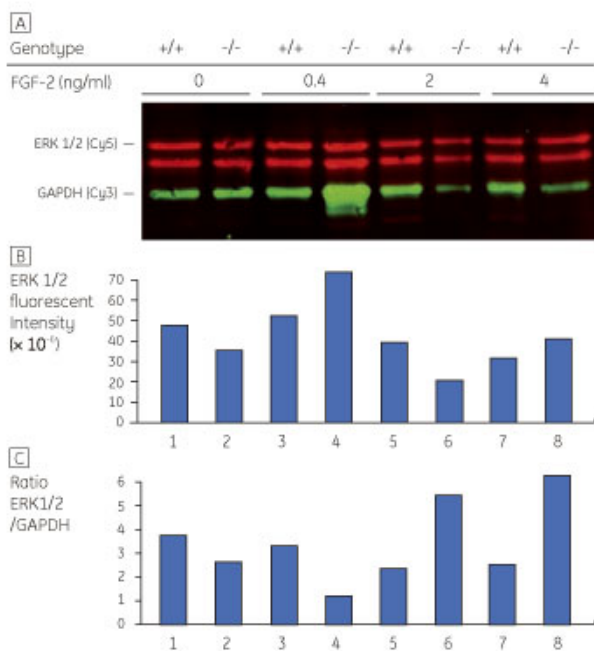 A
Genotype +/+ -/- +/+ -/- +/+ -/- +/+ -/-
FGF-2 (ng/ml) 0 0.4 2 4
ERK 1/2 (Cy5) —
GAPDH (Cy3) —
B
ERK 1/2
fluorescent
Intensity
(× 10⁻⁶)
70
60
50
40
30
20
10
0
1 2 3 4 5 6 7 8
C
Ratio
ERK1/2
/GAPDH
6
5
4
3
2
1
0
1 2 3 4 5 6 7 8